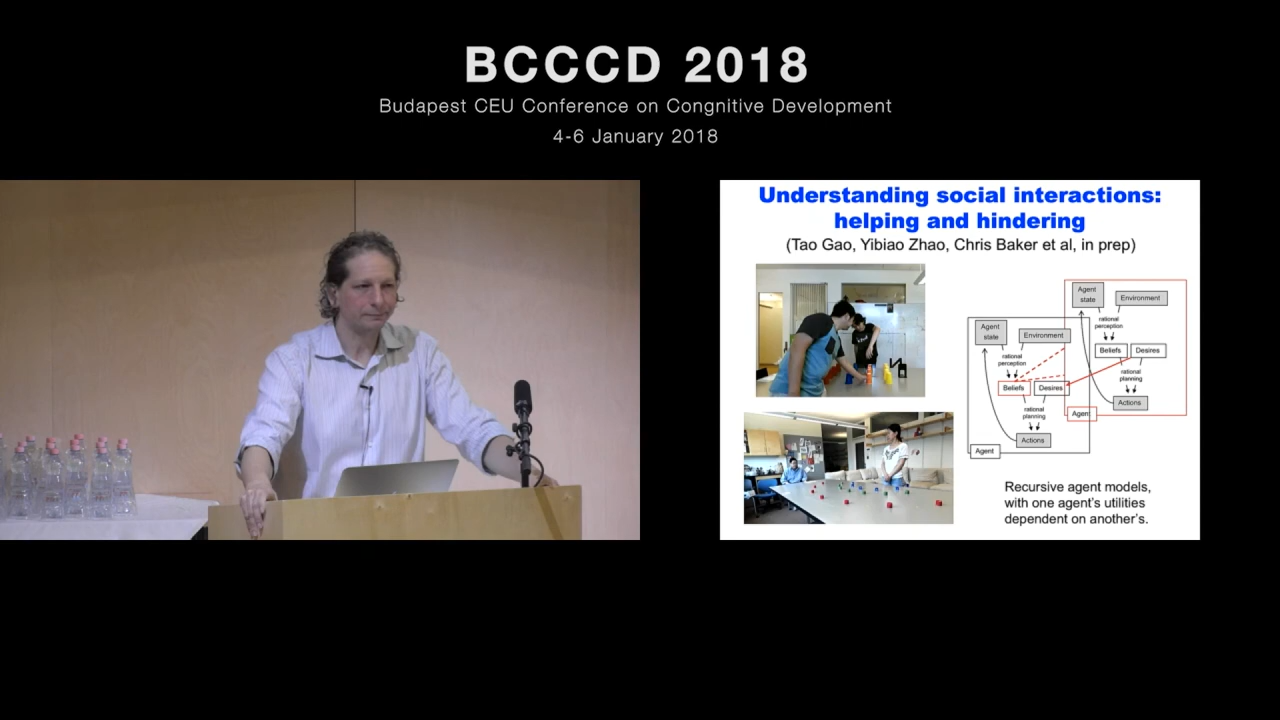 BCCCD 2018
Budapest CEU Conference on Congnitive Development
4-6 January 2018
Understanding social interactions:
helping and hindering
(Tao Gao, Yibiao Zhao, Chris Baker et al, in prep)
Agent
state
Environment
rational
perception
Beliefs
Desires
rational
planning
Actions
Agent
Agent
state
Environment
rational
perception
Beliefs
Desires
rational
planning
Actions
Agent
Recursive agent models,
with one agent's utilities
dependent on another's.